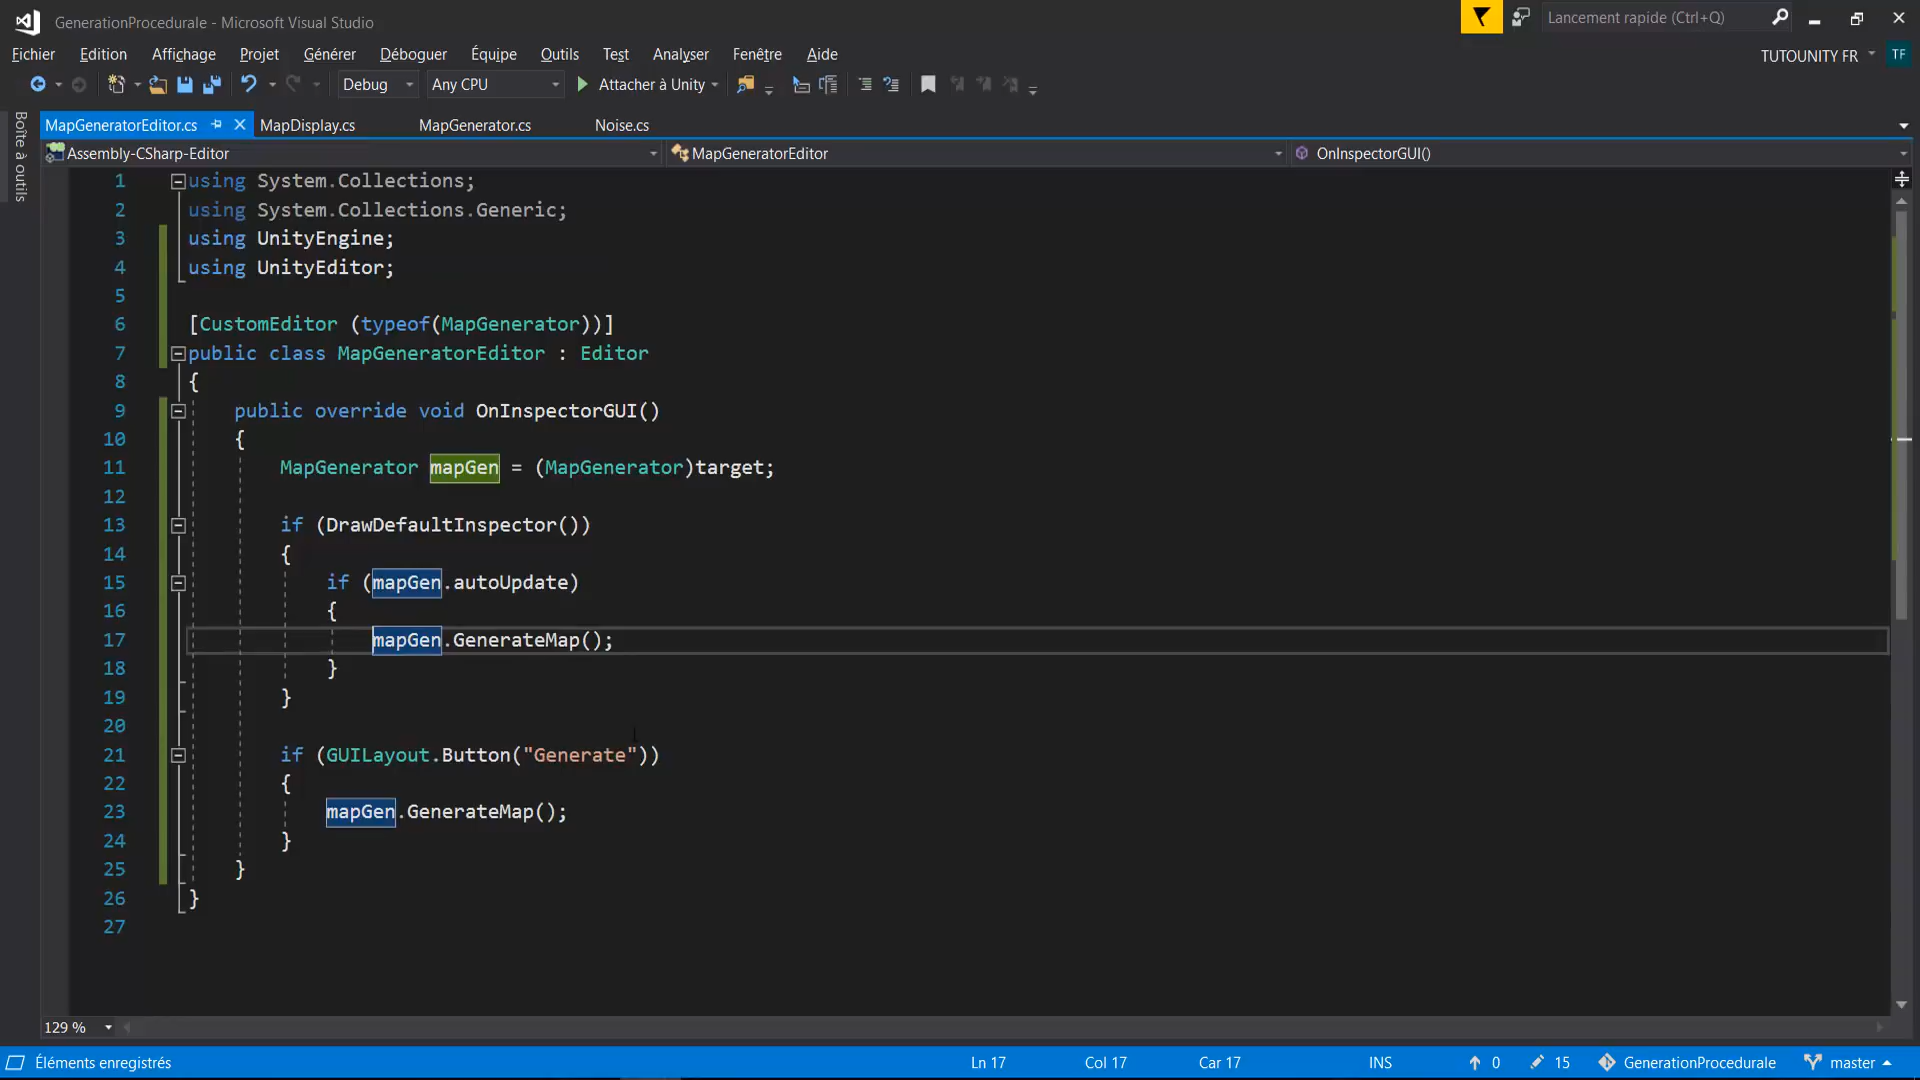 GenerationProcedurale - Microsoft Visual Studio
Lancement rapide (Ctrl+Q)
Fichier Edition Affichage Projet Générer Déboguer Équipe Outils Test Analyser Fenêtre Aide
TUTOUNITY FR TF
Debug Any CPU Attacher à Unity
Boîte à outils
MapGeneratorEditor.cs MapDisplay.cs MapGenerator.cs Noise.cs
Assembly-CSharp-Editor MapGeneratorEditor OnInspectorGUI()
1 using System.Collections;
2 using System.Collections.Generic;
3 using UnityEngine;
4 using UnityEditor;
5
6 [CustomEditor (typeof(MapGenerator))]
7 public class MapGeneratorEditor : Editor
8 {
9 public override void OnInspectorGUI()
10 {
11 MapGenerator mapGen = (MapGenerator)target;
12
13 if (DrawDefaultInspector())
14 {
15 if (mapGen.autoUpdate)
16 {
17 mapGen.GenerateMap();
18 }
19 }
20
21 if (GUILayout.Button("Generate"))
22 {
23 mapGen.GenerateMap();
24 }
25 }
26 }
27
129 %
Éléments enregistrés Ln 17 Col 17 Car 17 INS 0 15 GenerationProcedurale master